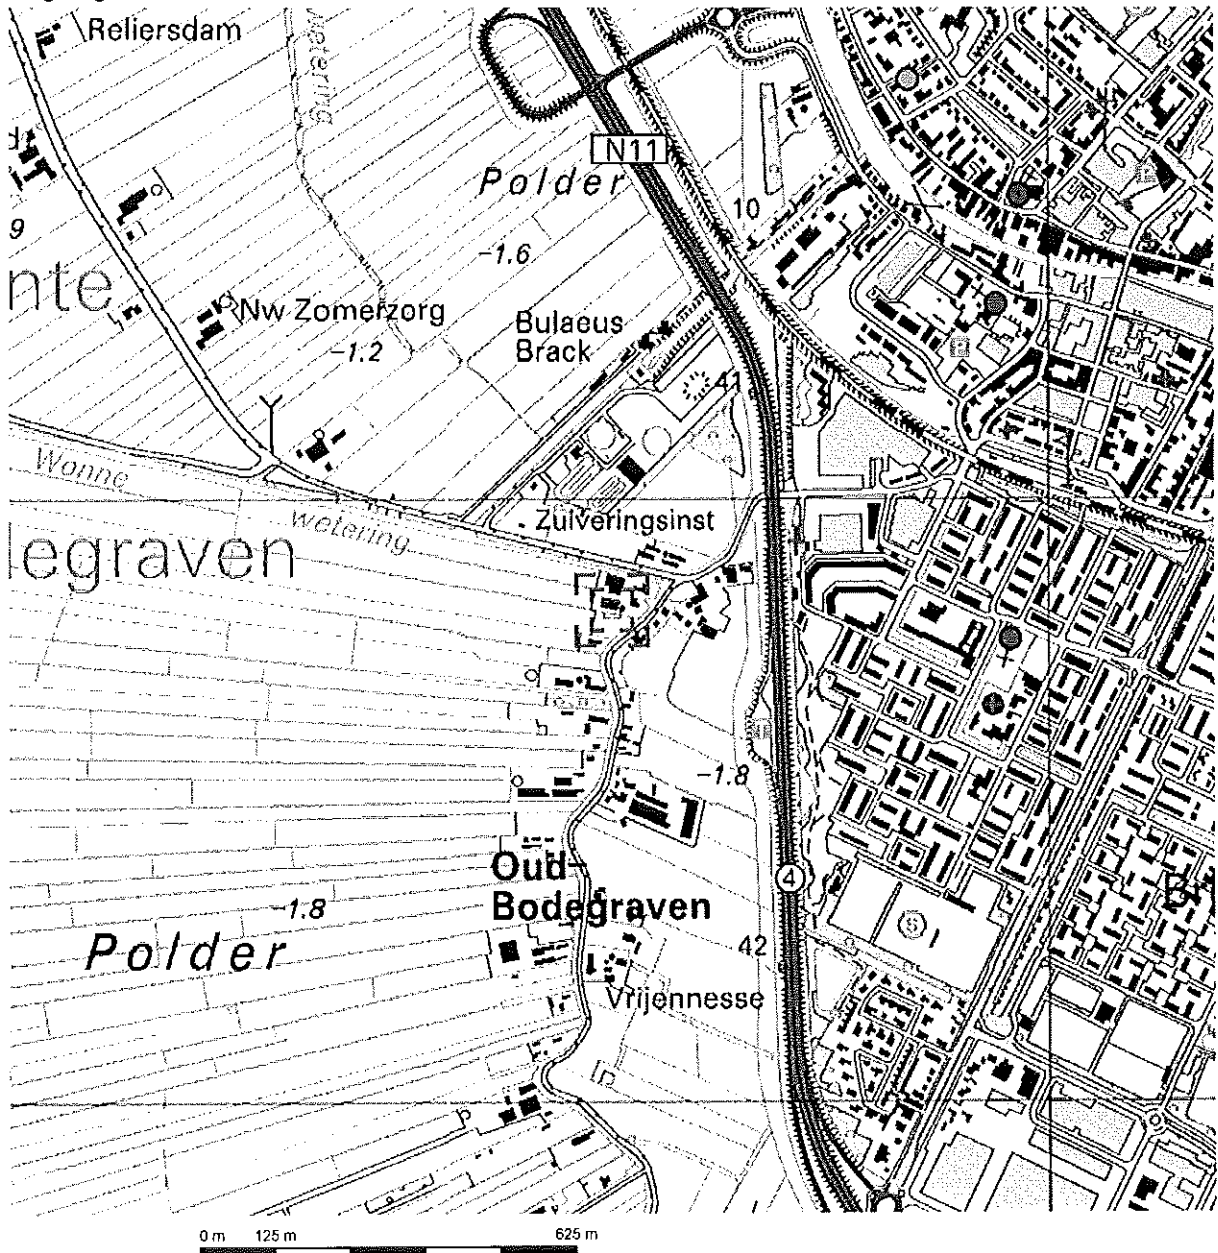 Reliersdam
wetering
N11
Polder
10
9
-1.6
nte
Nw Zomerzorg
-1.2
Bulaeus
Brack
41
Wonne
wetering
Zuiveringsinst
degraven
-1.8
4
Oud-
Bodegraven
-1.8
Polder
S
42
Vrijennesse
0 m 125 m 625 m